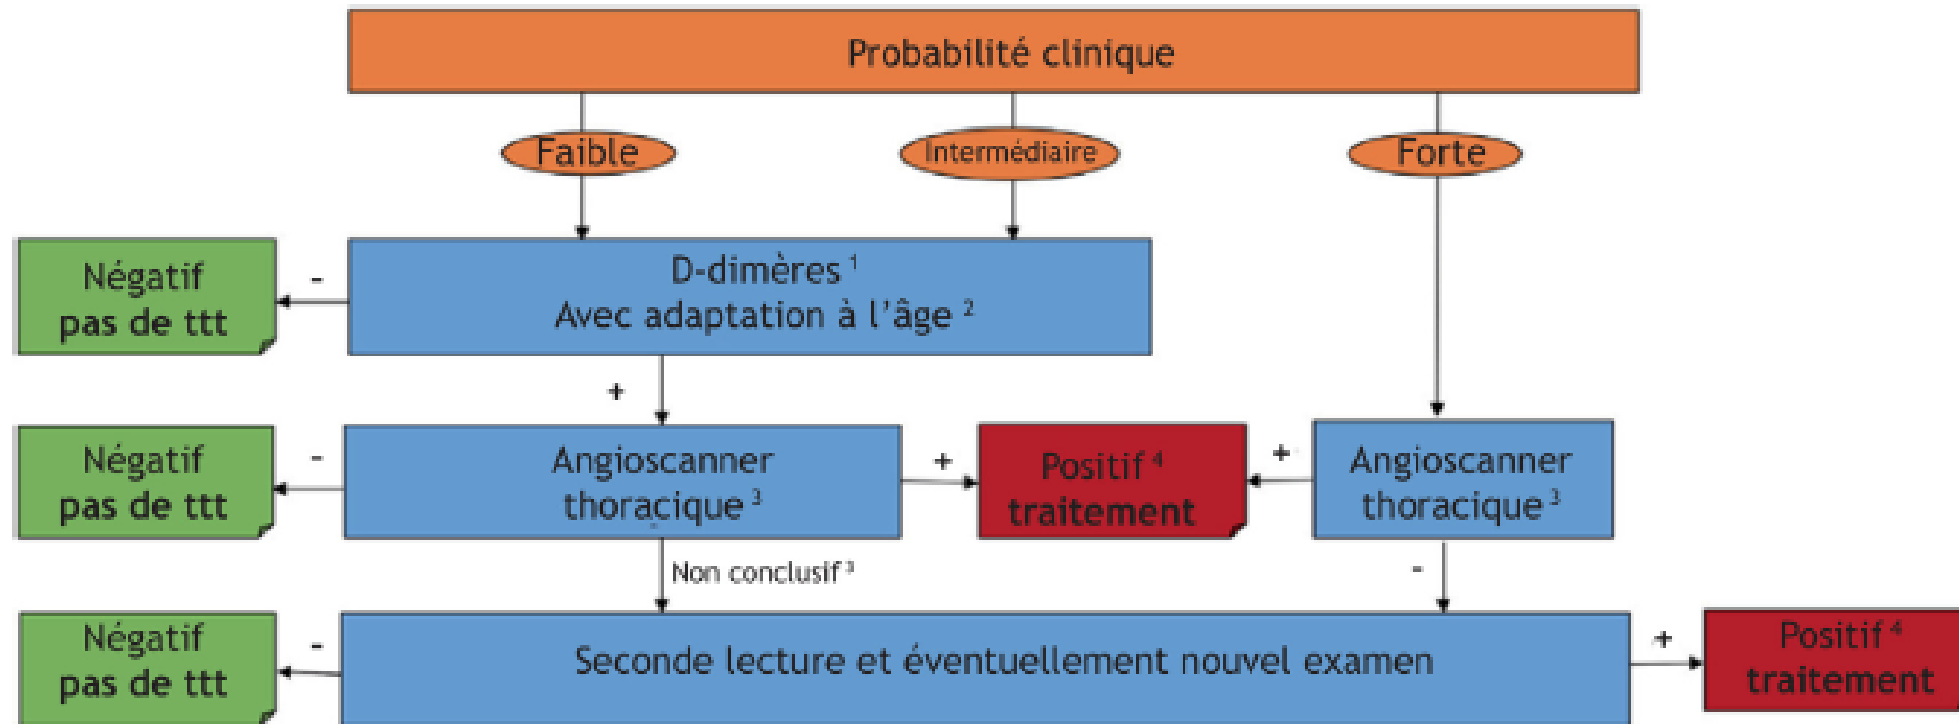 Probabilité clinique
Faible
Intermédiaire
Forte
Négatif
pas de ttt
-
D-dimères ¹
Avec adaptation à l’âge ²
+
Négatif
pas de ttt
-
Angioscanner
thoracique ³
+
Positif ⁴
traitement
+
Angioscanner
thoracique ³
Non conclusif ³
-
Négatif
pas de ttt
-
Seconde lecture et éventuellement nouvel examen
+
Positif ⁴
traitement